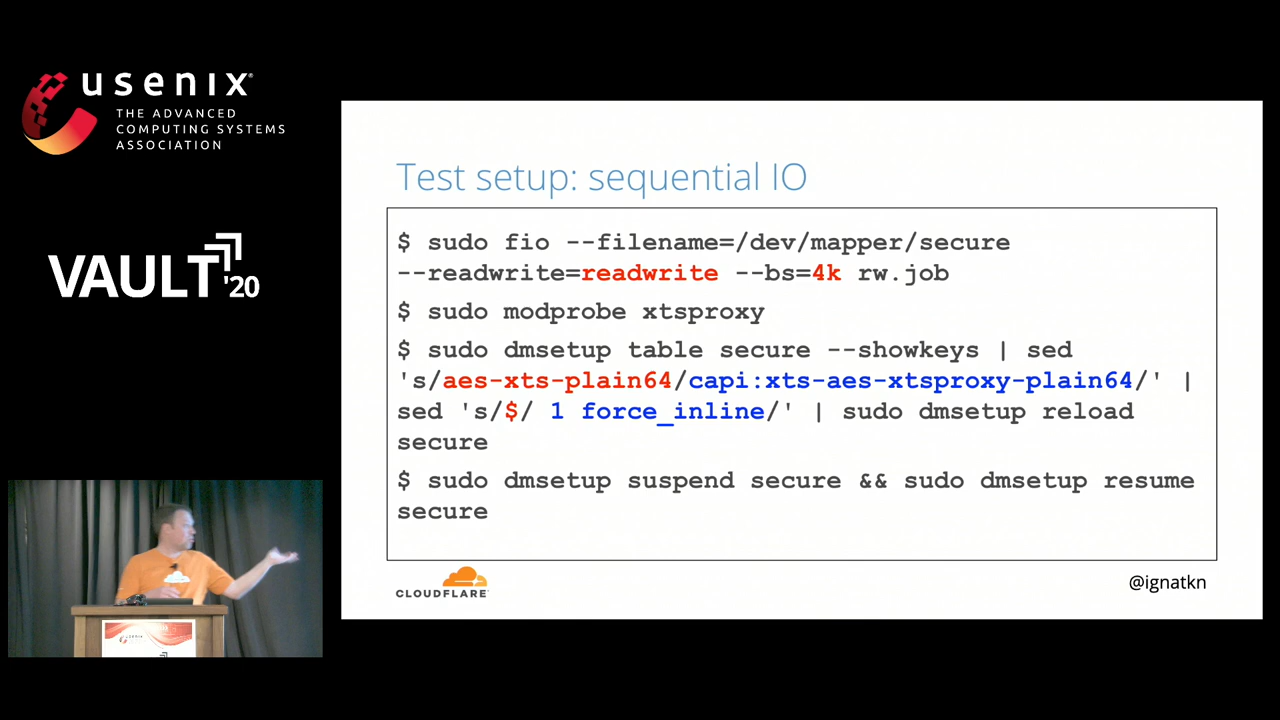 usenix
THE ADVANCED
COMPUTING SYSTEMS
ASSOCIATION
VAULT '20
Test setup: sequential IO
$ sudo fio --filename=/dev/mapper/secure
--readwrite=readwrite --bs=4k rw.job
$ sudo modprobe xtsproxy
$ sudo dmsetup table secure --showkeys | sed
's/aes-xts-plain64/capi:xts-aes-xtsproxy-plain64/' |
sed 's/$/ 1 force_inline/' | sudo dmsetup reload
secure
$ sudo dmsetup suspend secure && sudo dmsetup resume
secure
CLOUDFLARE
@ignatkn
usenix